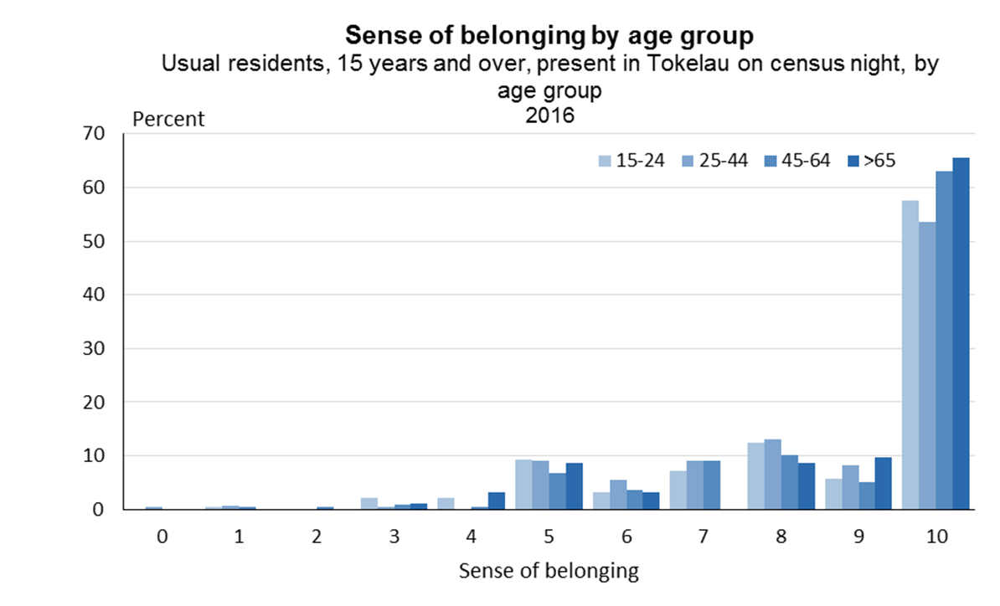 Sense of belonging by age group
Usual residents, 15 years and over, present in Tokelau on census night, by
age group
2016
Percent
70
15-24 25-44 45-64 >65
60
50
40
30
20
10
0
0 1 2 3 4 5 6 7 8 9 10
Sense of belonging